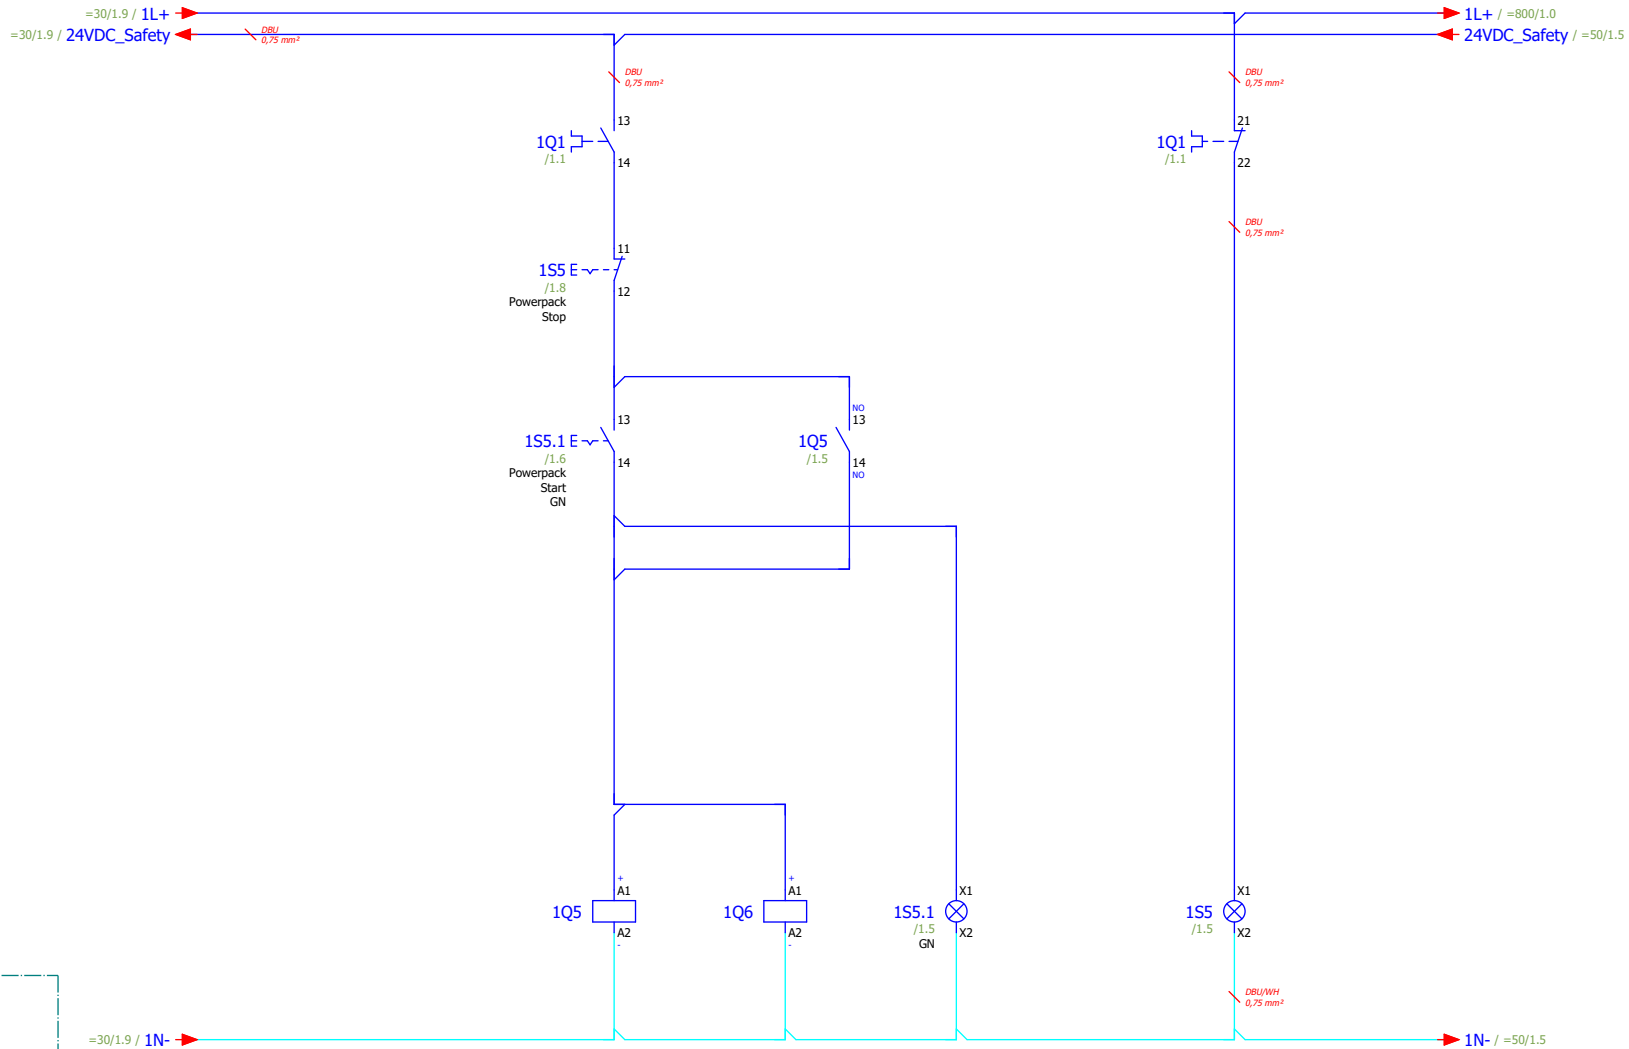 =30/1.9 / 1L+
1L+ / =800/1.0
=30/1.9 / 24VDC_Safety
DBU
0,75 mm²
24VDC_Safety / =50/1.5
DBU
0,75 mm²
DBU
0,75 mm²
13
1Q1
/1.1
14
21
1Q1
/1.1
22
DBU
0,75 mm²
11
1S5
/1.8
12
Powerpack
Stop
13
1S5.1
/1.6
14
Powerpack
Start
GN
NO
13
1Q5
/1.5
14
NO
+
A1
1Q5
A2
-
+
A1
1Q6
A2
-
X1
1S5.1
/1.5
X2
GN
X1
1S5
/1.5
X2
DBU/WH
0,75 mm²
=30/1.9 / 1N-
1N- / =50/1.5